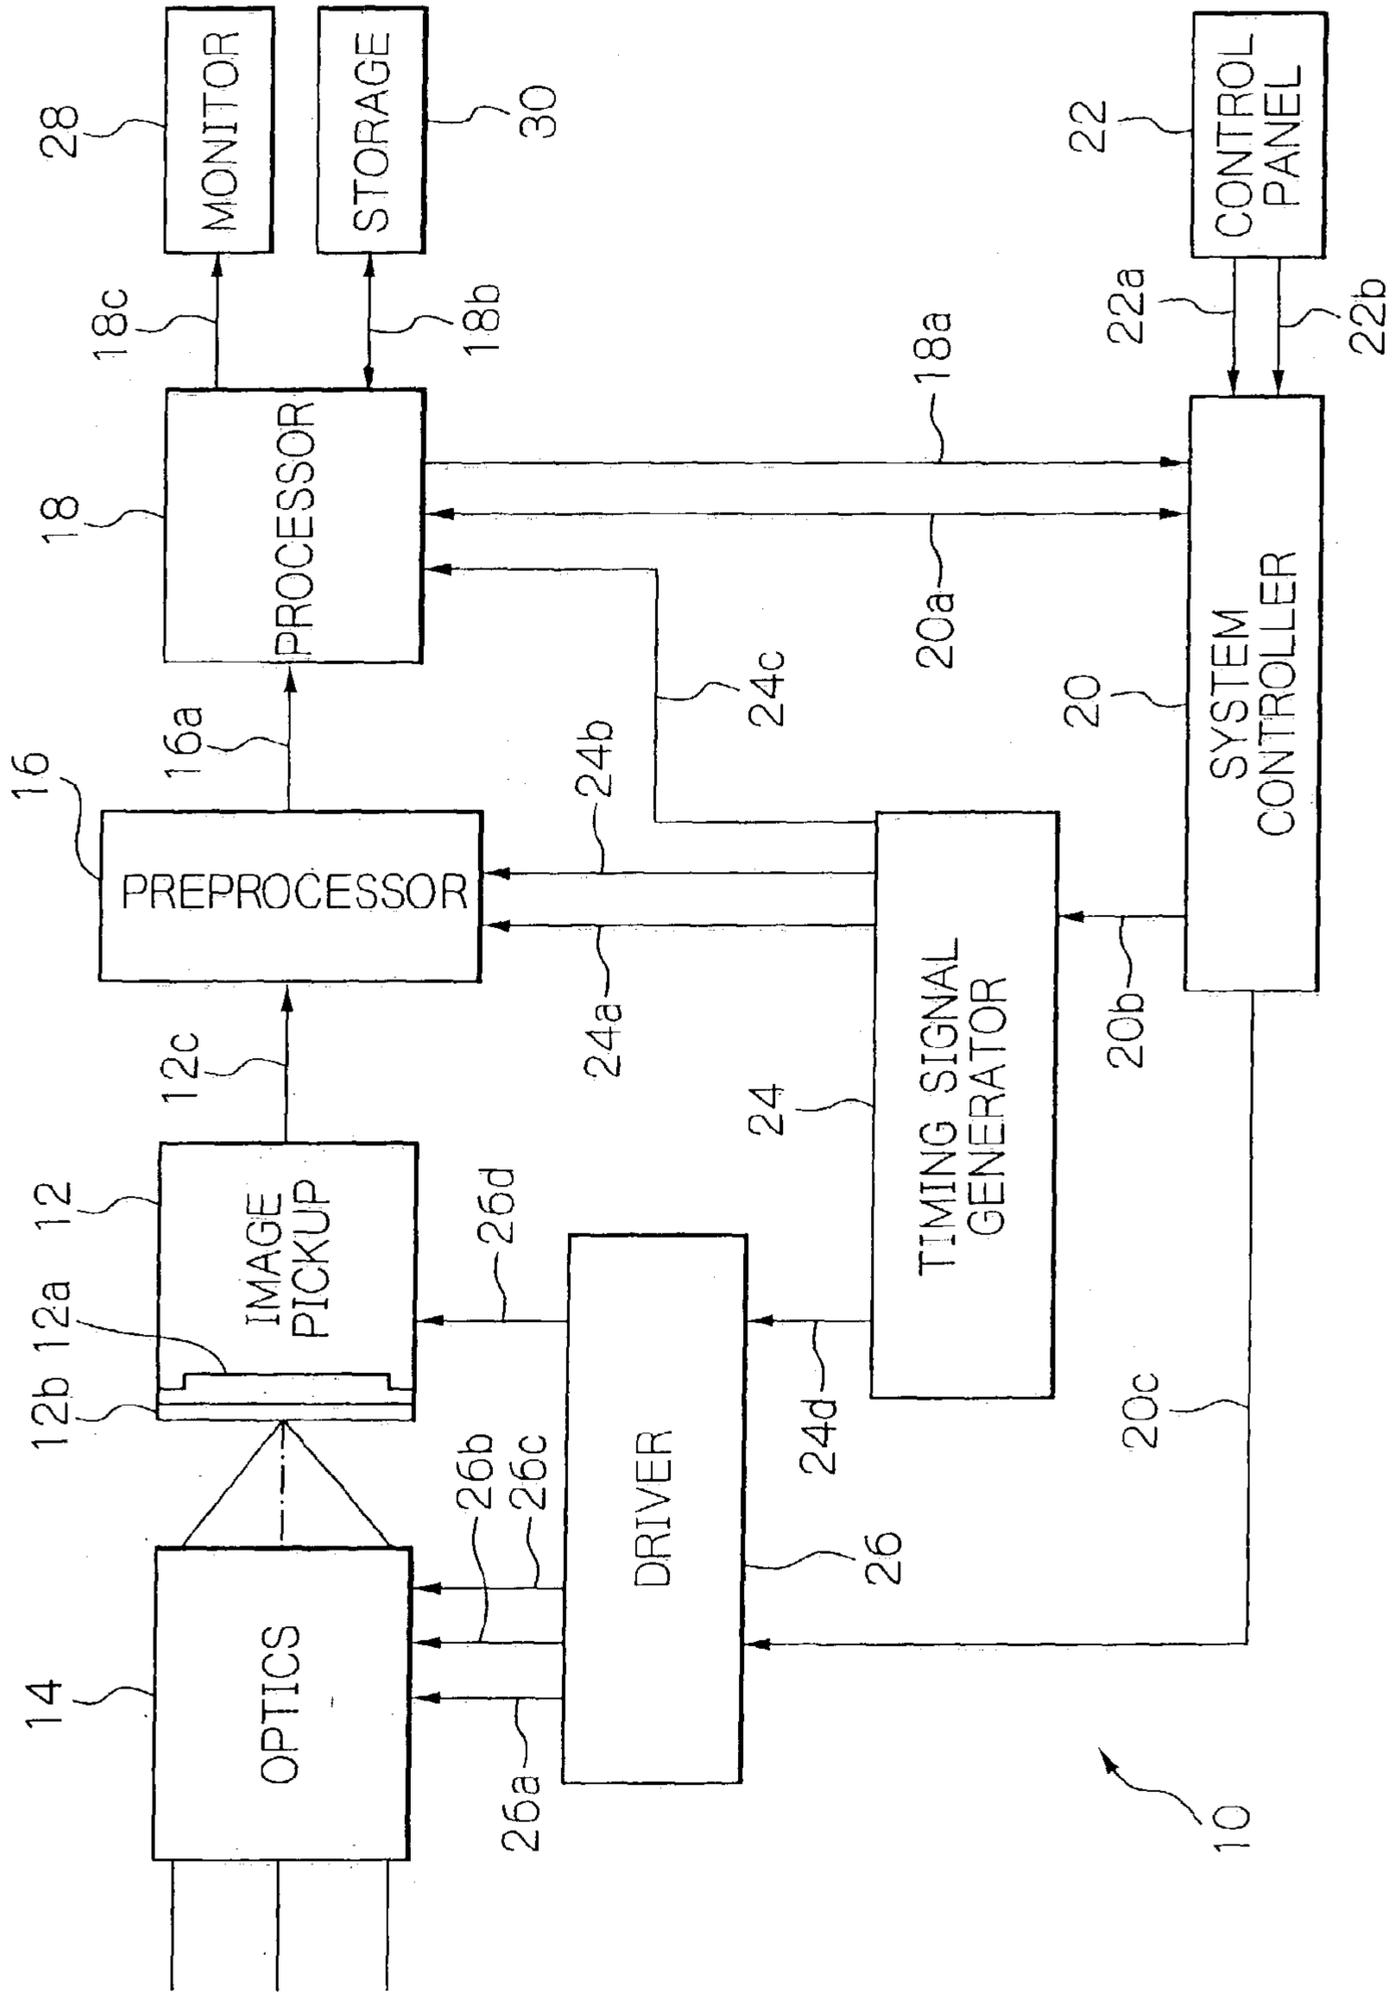 14
OPTICS
12b
12a
12
IMAGE
PICKUP
12c
16
PREPROCESSOR
16a
18
PROCESSOR
18c
28
MONITOR
18b
30
STORAGE
26a
26b
26c
26d
DRIVER
26
24a
24b
24c
24
TIMING SIGNAL
GENERATOR
24d
20a
18a
20b
20c
20
SYSTEM
CONTROLLER
22a
22b
22
CONTROL
PANEL
10